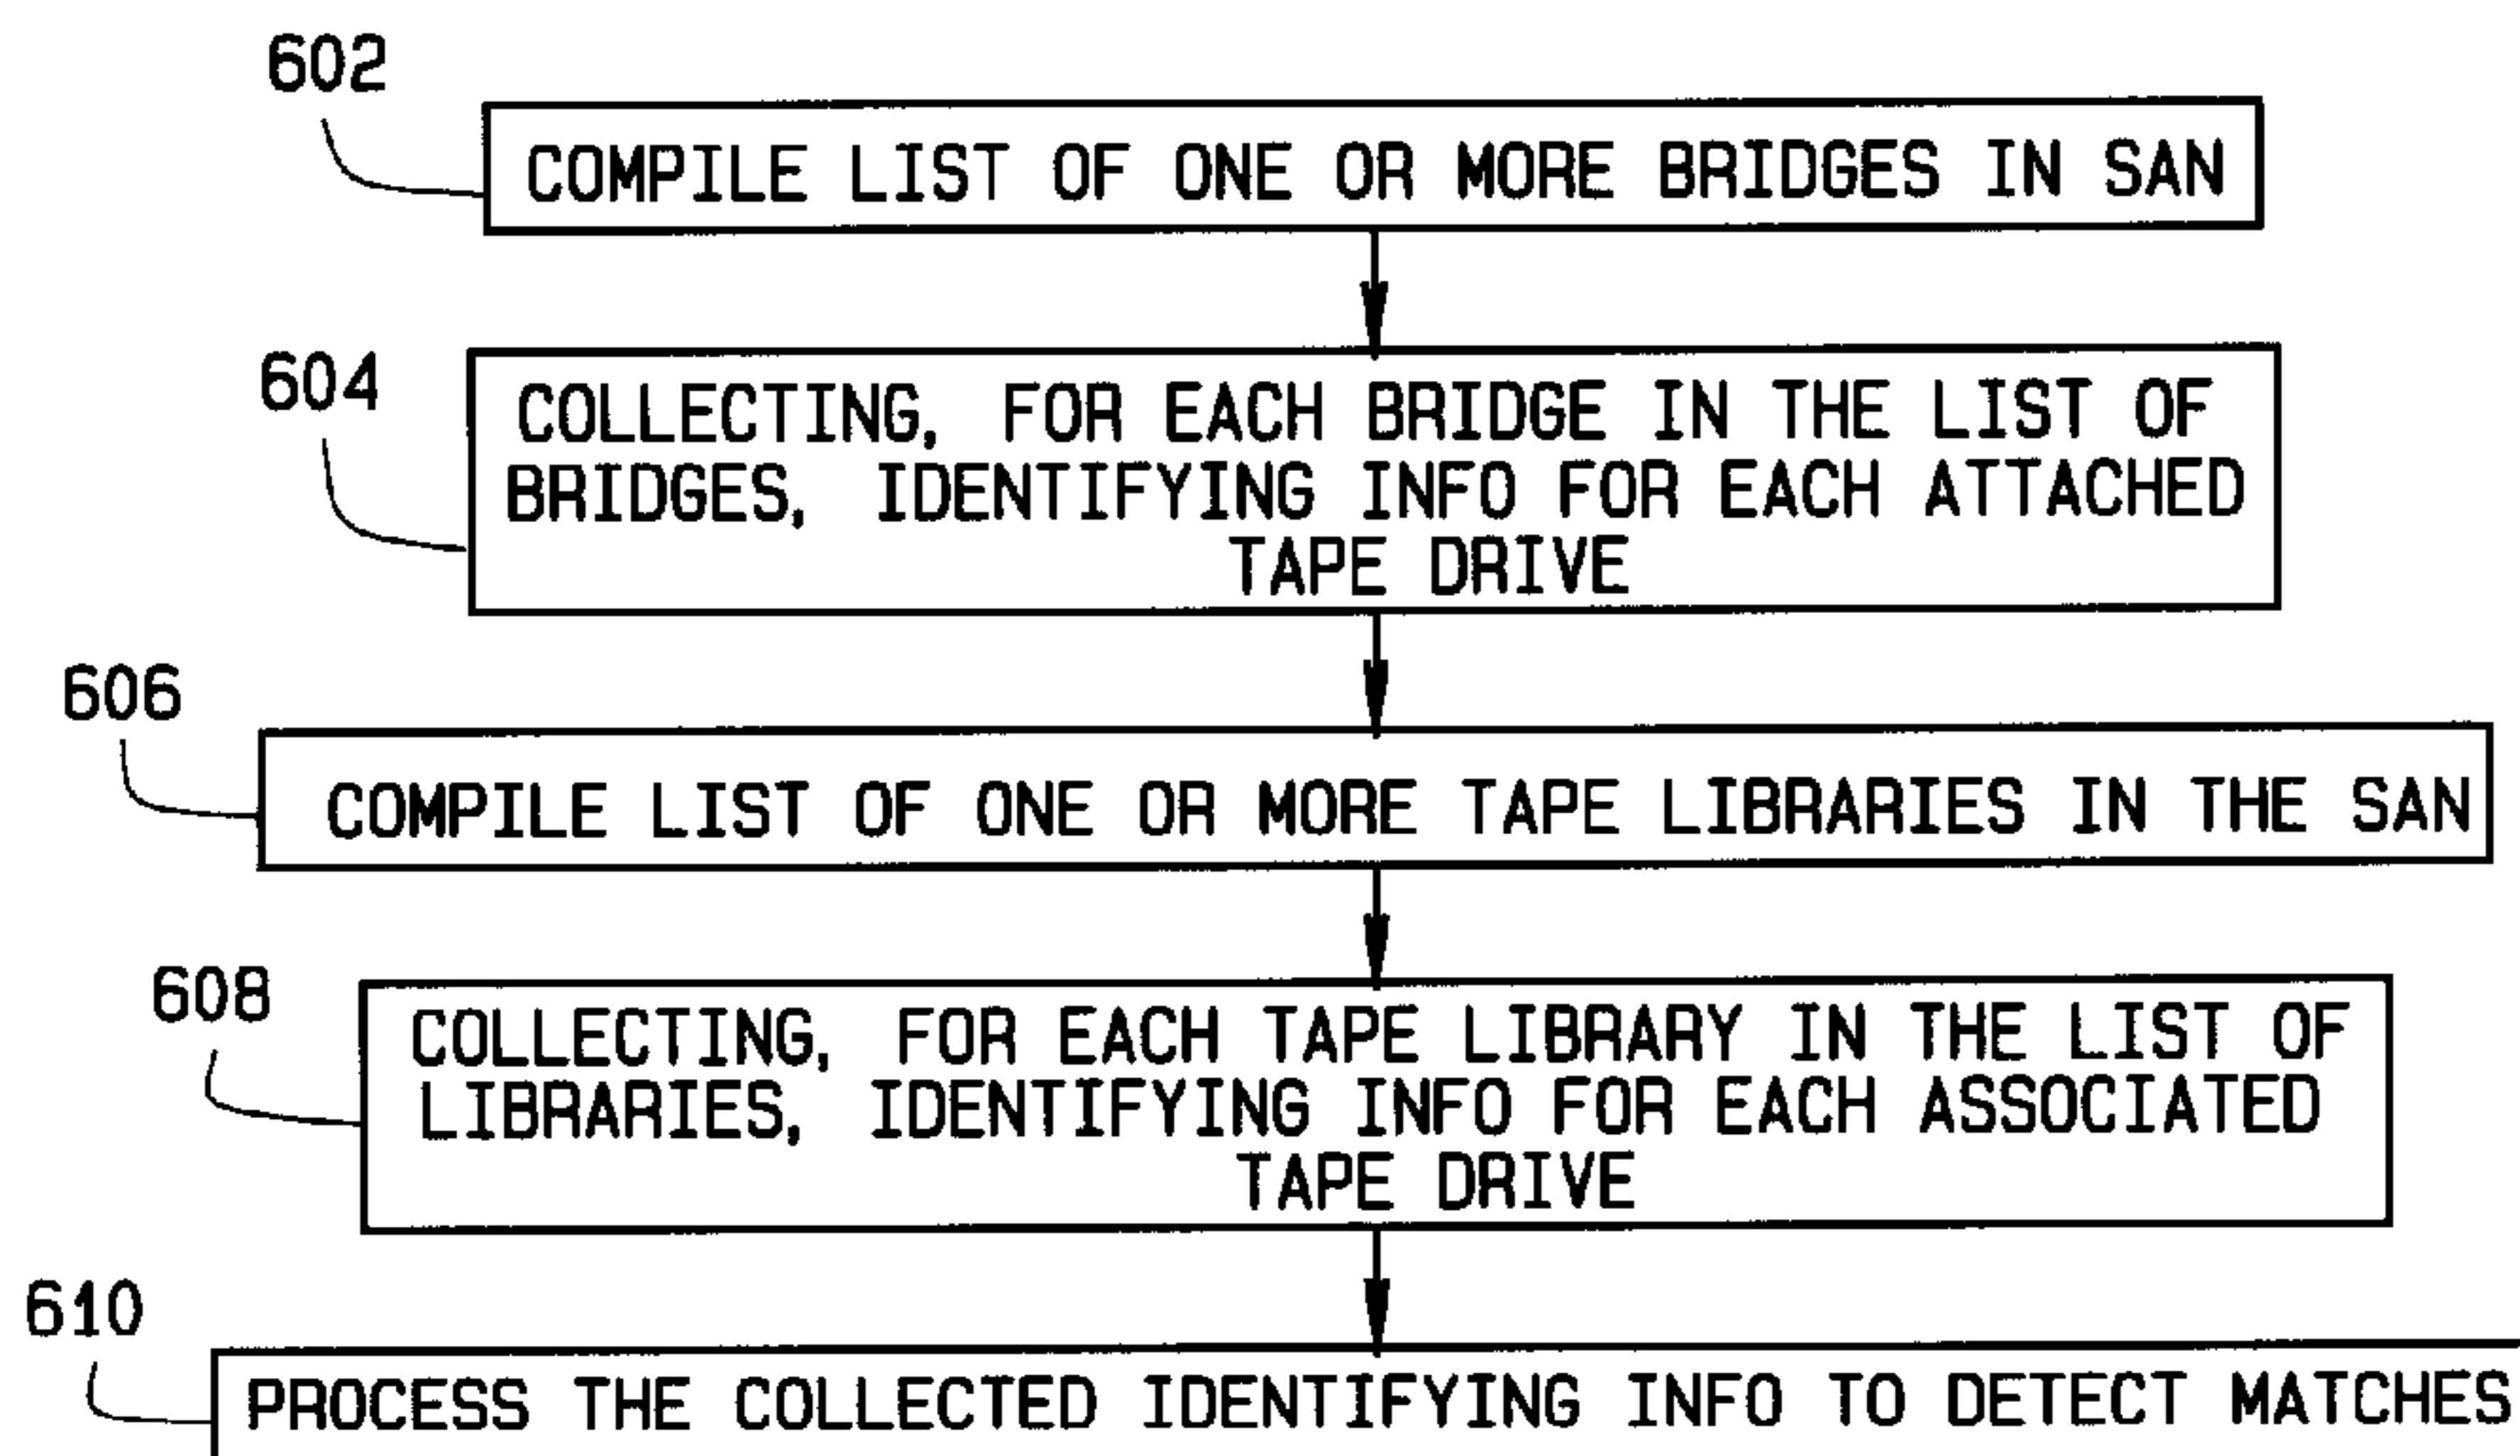 602
COMPILE LIST OF ONE OR MORE BRIDGES IN SAN
604
COLLECTING, FOR EACH BRIDGE IN THE LIST OF
BRIDGES, IDENTIFYING INFO FOR EACH ATTACHED
TAPE DRIVE
606
COMPILE LIST OF ONE OR MORE TAPE LIBRARIES IN THE SAN
608
COLLECTING, FOR EACH TAPE LIBRARY IN THE LIST OF
LIBRARIES, IDENTIFYING INFO FOR EACH ASSOCIATED
TAPE DRIVE
610
PROCESS THE COLLECTED IDENTIFYING INFO TO DETECT MATCHES